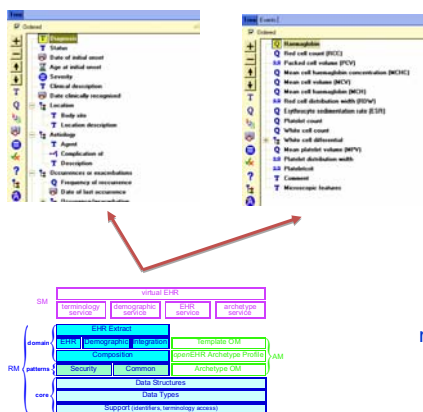 Tree
Ordered
Diagnosis
Status
Date of initial onset
Age at initial onset
Severity
Clinical description
Date clinically recognised
Location
Body site
Location description
Aetiology
Agent
Complication of
Description
Occurrences or exacerbations
Frequency of occurrence
Date of last occurrence
Tree Events
Ordered
Haemoglobin
Red cell count (RCC)
Packed cell volume (PCV)
Mean cell haemoglobin concentration (MCHC)
Mean cell volume (MCV)
Mean cell haemoglobin (MCH)
Red cell distribution width (RDW)
Erythrocyte sedimentation rate (ESR)
Platelet count
White cell count
White cell differential
Mean platelet volume (MPV)
Platelet distribution width
Plateletcrit
Comment
Microscopic features
SM
virtual EHR
terminology service
demographic service
EHR service
archetype service
EHR Extract
domain
EHR Demographic Integration
Template OM
Composition
openEHR Archetype Profile
AM
RM
patterns
Security Common
Archetype OM
Data Structures
core
Data Types
Support (identifiers, terminology access)